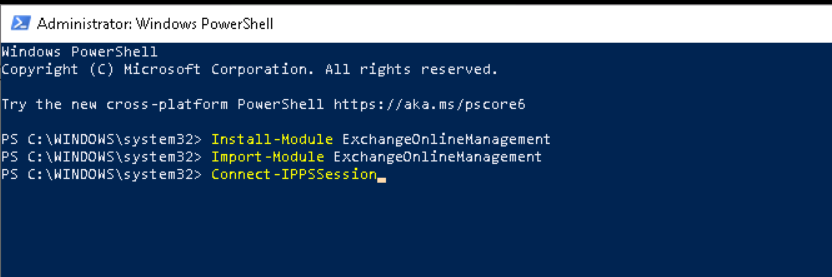 Administrator: Windows PowerShell
Windows PowerShell
Copyright (C) Microsoft Corporation. All rights reserved.
Try the new cross-platform PowerShell https://aka.ms/pscore6
PS C:\WINDOWS\system32> Install-Module ExchangeOnlineManagement
PS C:\WINDOWS\system32> Import-Module ExchangeOnlineManagement
PS C:\WINDOWS\system32> Connect-IPPSSession